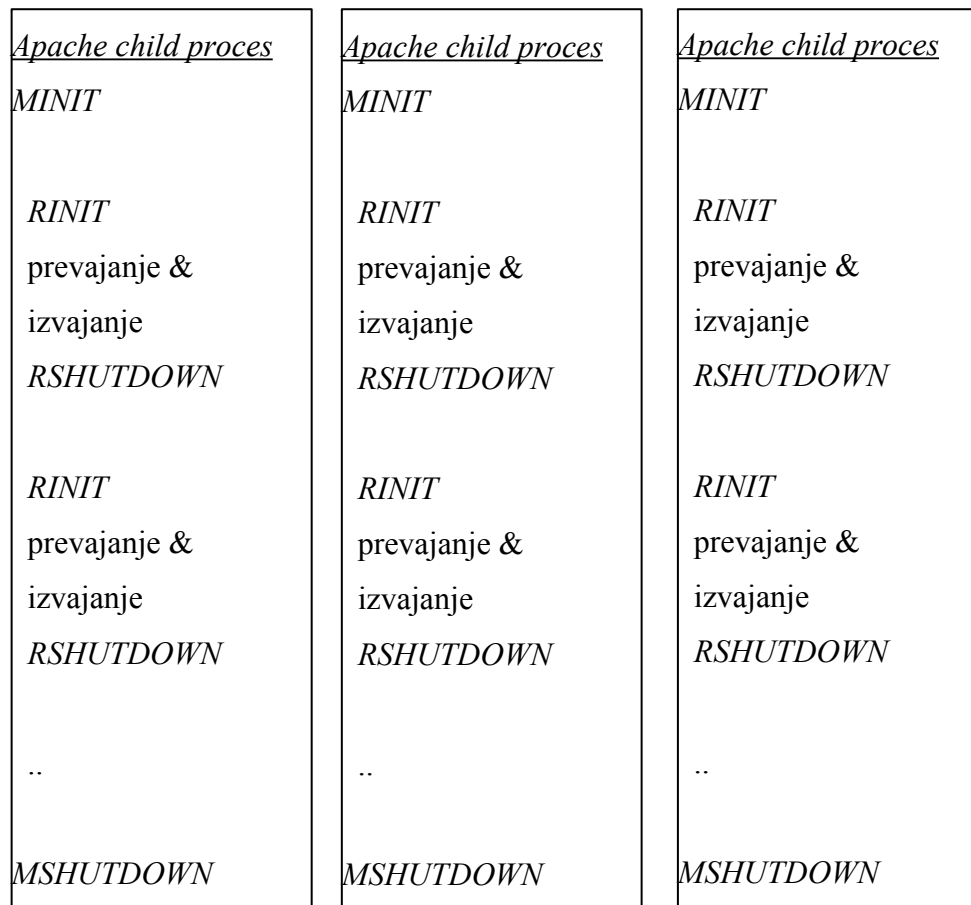 Apache child proces
MINIT
RINIT
prevajanje &
izvajanje
RSHUTDOWN
RINIT
prevajanje &
izvajanje
RSHUTDOWN
..
MSHUTDOWN
Apache child proces
MINIT
RINIT
prevajanje &
izvajanje
RSHUTDOWN
RINIT
prevajanje &
izvajanje
RSHUTDOWN
..
MSHUTDOWN
Apache child proces
MINIT
RINIT
prevajanje &
izvajanje
RSHUTDOWN
RINIT
prevajanje &
izvajanje
RSHUTDOWN
..
MSHUTDOWN